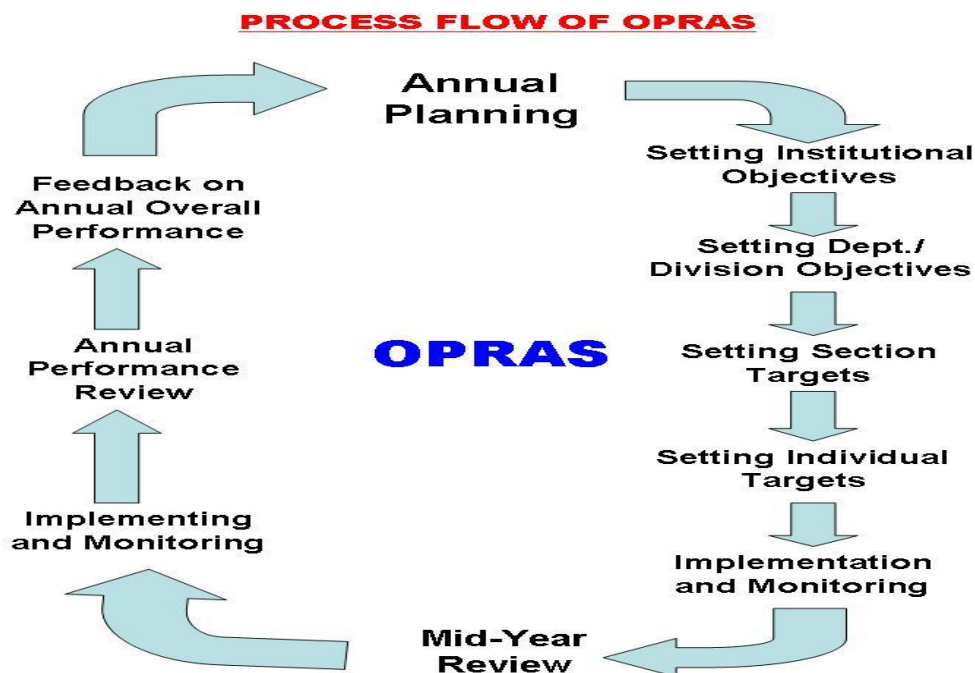 PROCESS FLOW OF OPRAS
Annual
Planning
Setting Institutional
Objectives
Setting Dept./
Division Objectives
Setting Section
Targets
Setting Individual
Targets
Implementation
and Monitoring
Mid-Year
Review
Implementing
and Monitoring
Annual
Performance
Review
Feedback on
Annual Overall
Performance
OPRAS